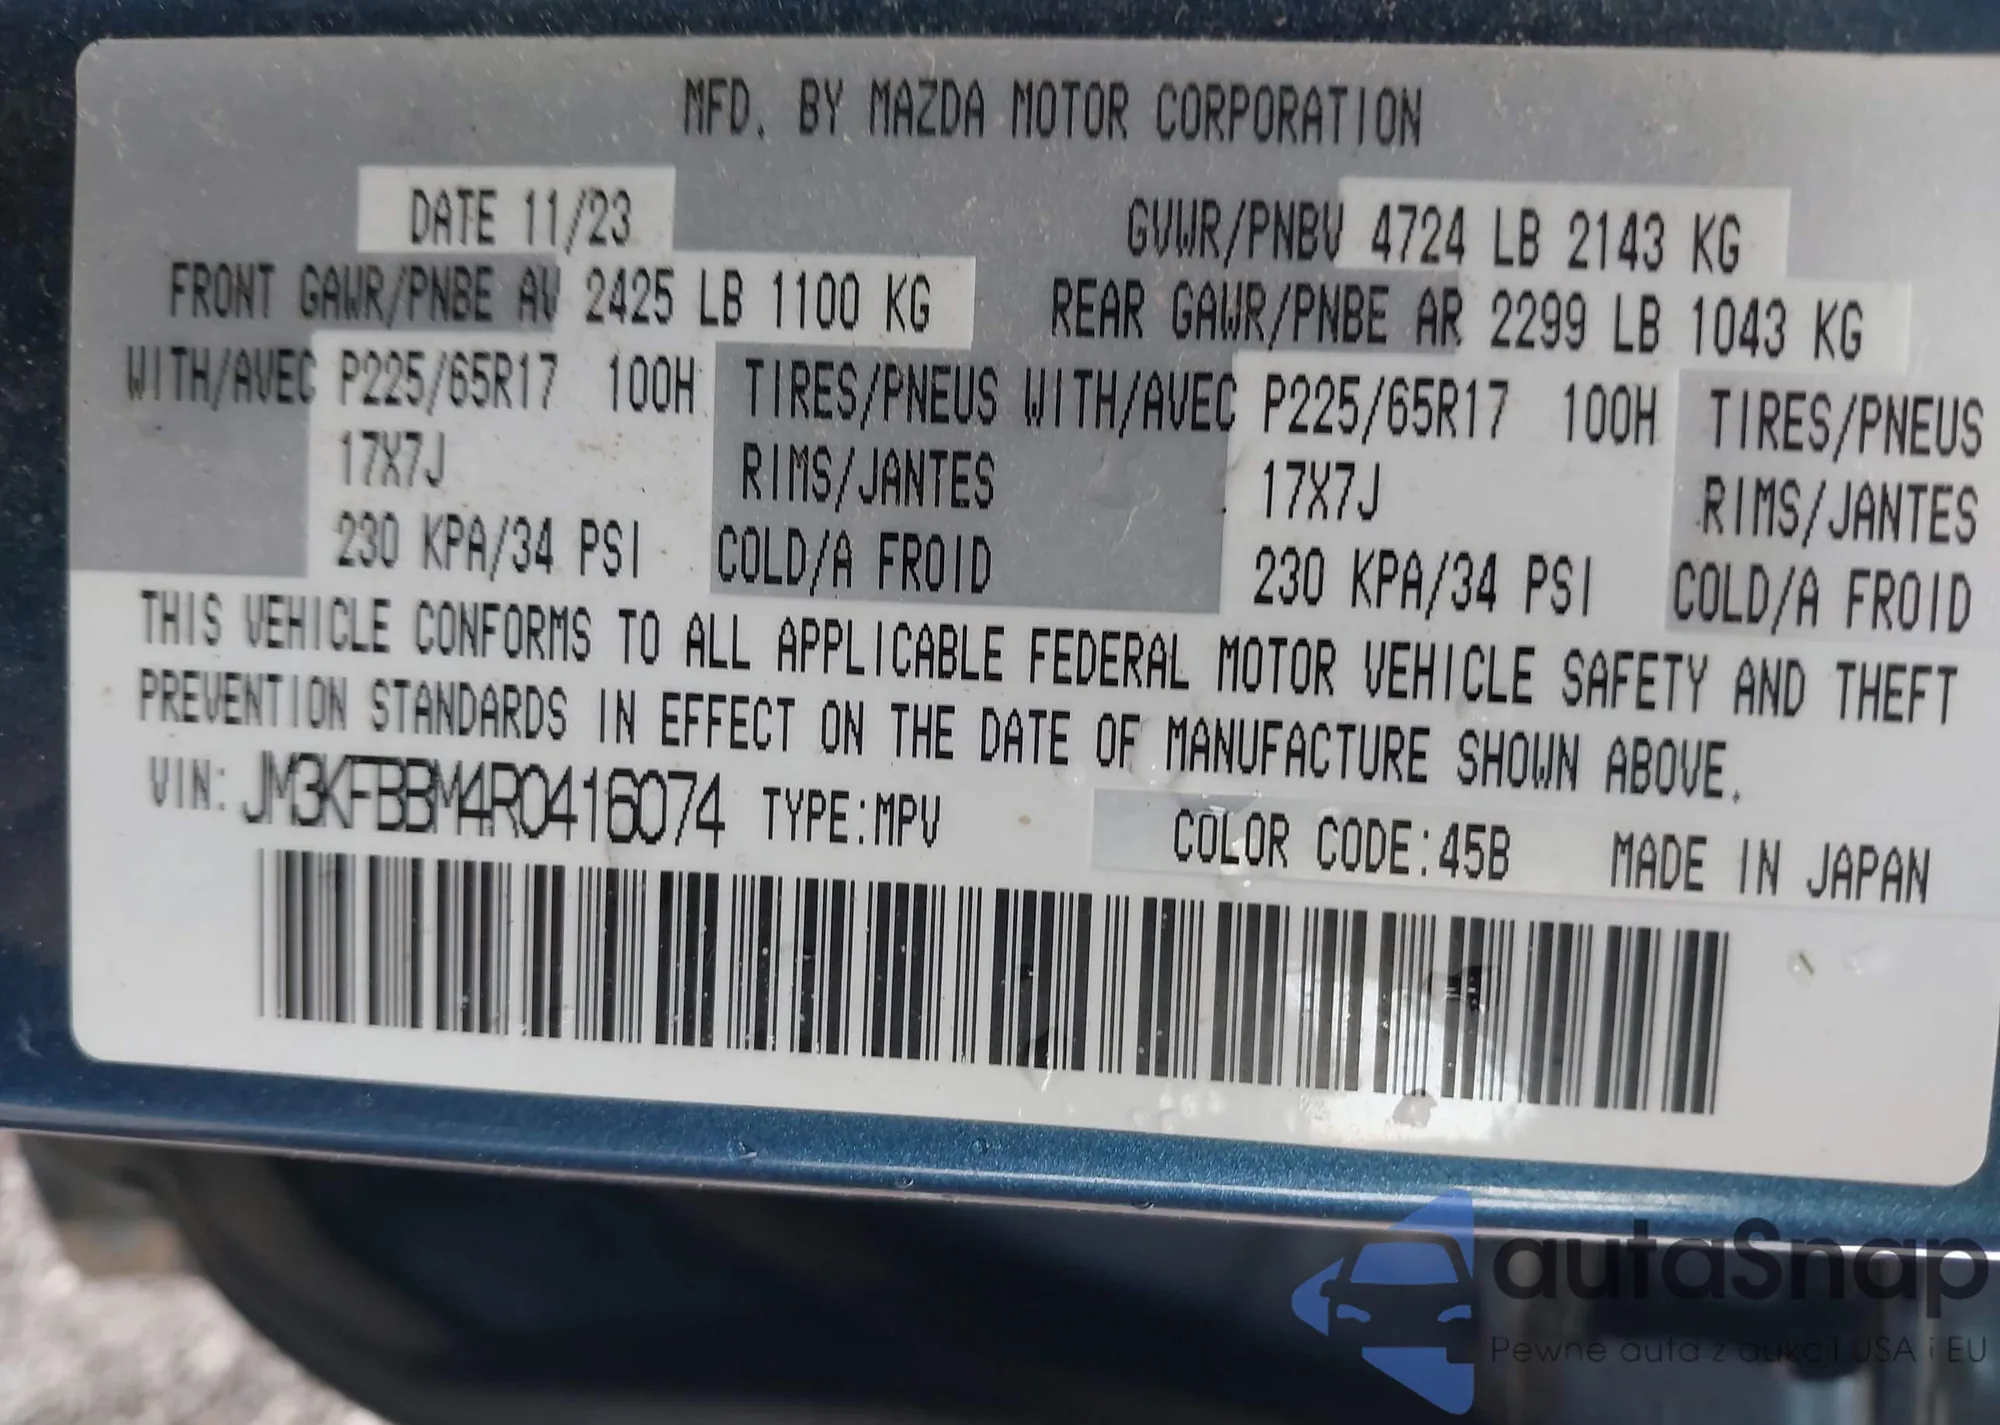 MFD. BY MAZDA MOTOR CORPORATION
DATE 11/23 GVWR/PNBV 4724 LB 2143 KG
FRONT GAWR/PNBE AV 2425 LB 1100 KG REAR GAWR/PNBE AR 2299 LB 1043 KG
WITH/AVEC P225/65R17 100H TIRES/PNEUS WITH/AVEC P225/65R17 100H TIRES/PNEUS
17X7J RIMS/JANTES 17X7J RIMS/JANTES
230 KPA/34 PSI COLD/A FROID 230 KPA/34 PSI COLD/A FROID
THIS VEHICLE CONFORMS TO ALL APPLICABLE FEDERAL MOTOR VEHICLE SAFETY AND THEFT
PREVENTION STANDARDS IN EFFECT ON THE DATE OF MANUFACTURE SHOWN ABOVE.
VIN: JM3KFBBM4R0416074 TYPE:MPV COLOR CODE:45B MADE IN JAPAN
autaSnap
Pewne auta z aukcji USA i EU